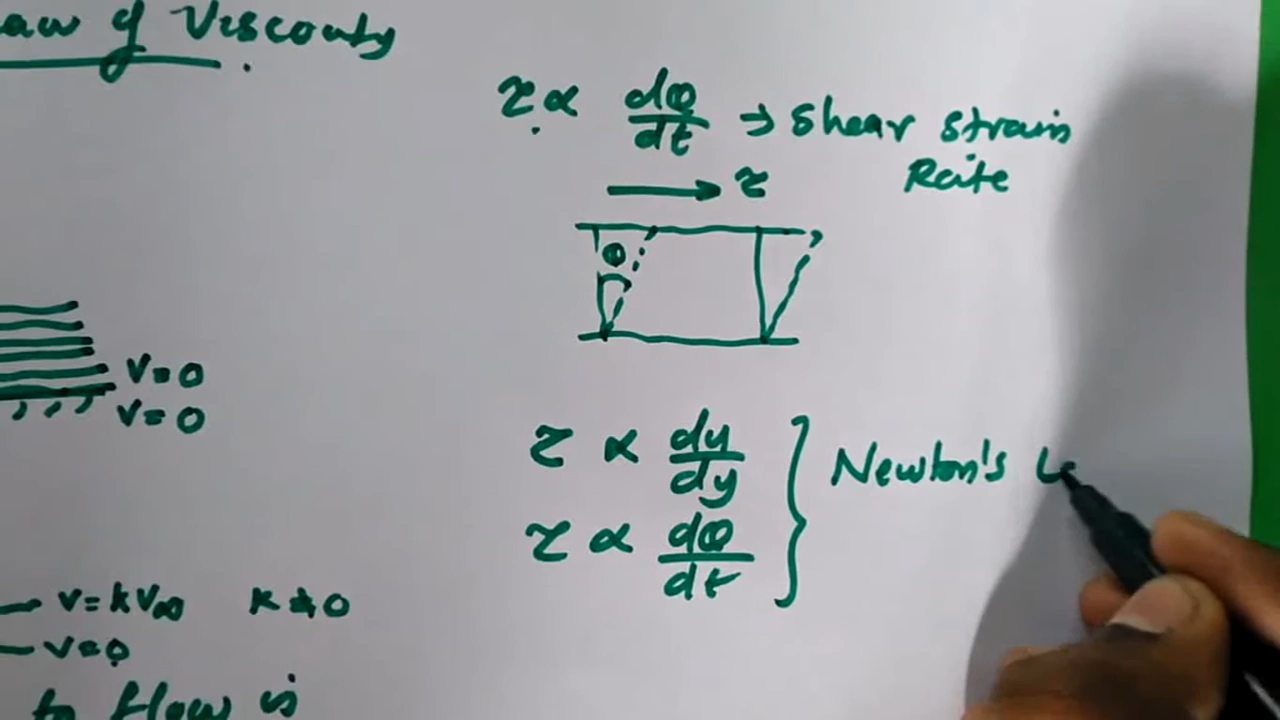 Law of Viscosity
τ ∝ dθ/dt → Shear strain
Rate
→ τ
θ
V=0
V=0
τ ∝ du/dy } Newton's L
τ ∝ dθ/dt
V=kV∞ K≠0
V=0
to flow is